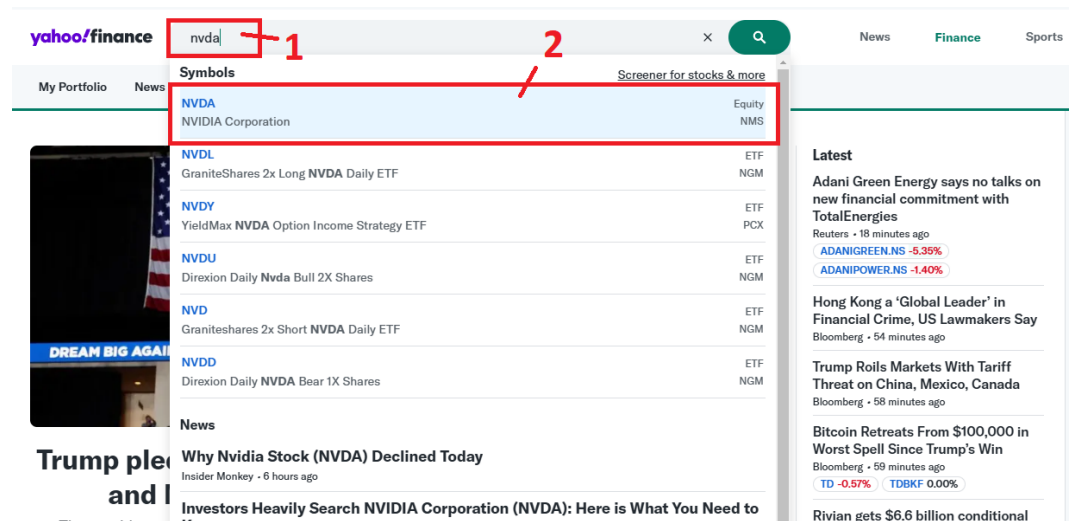 yahoo!finance
nvda
1
2
×
News
Finance
Sports
My Portfolio
News
Symbols
Screener for stocks & more
NVDA
Equity
NVIDIA Corporation
NMS
NVDL
ETF
GraniteShares 2x Long NVDA Daily ETF
NGM
NVDY
ETF
YieldMax NVDA Option Income Strategy ETF
PCX
NVDU
ETF
Direxion Daily Nvda Bull 2X Shares
NGM
NVD
ETF
Graniteshares 2x Short NVDA Daily ETF
NGM
NVDD
ETF
Direxion Daily NVDA Bear 1X Shares
NGM
News
Why Nvidia Stock (NVDA) Declined Today
Insider Monkey • 6 hours ago
Investors Heavily Search NVIDIA Corporation (NVDA): Here is What You Need to
DREAM BIG AGAI
Trump ple
and
Latest
Adani Green Energy says no talks on
new financial commitment with
TotalEnergies
Reuters • 18 minutes ago
ADANIGREEN.NS -5.35%
ADANIPOWER.NS -1.40%
Hong Kong a ‘Global Leader’ in
Financial Crime, US Lawmakers Say
Bloomberg • 54 minutes ago
Trump Roils Markets With Tariff
Threat on China, Mexico, Canada
Bloomberg • 58 minutes ago
Bitcoin Retreats From $100,000 in
Worst Spell Since Trump’s Win
Bloomberg • 59 minutes ago
TD -0.57% TDBKF 0.00%
Rivian gets $6.6 billion conditional